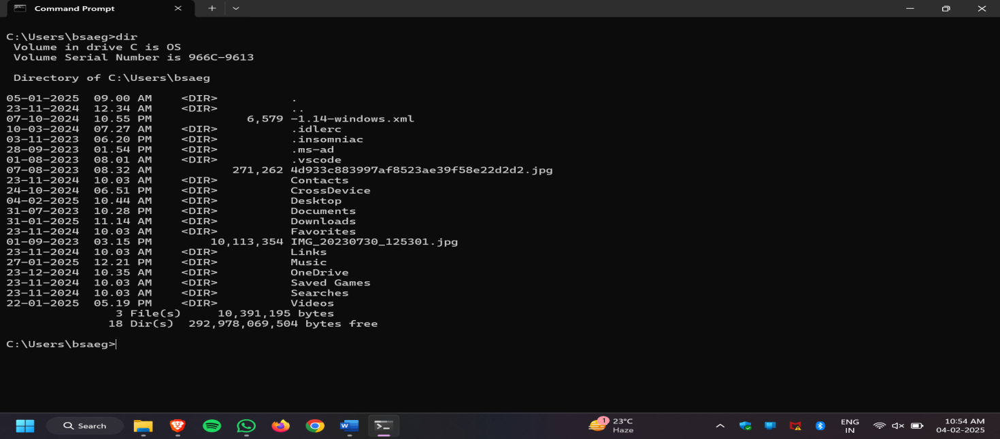 Command Prompt
C:\Users\bsaeg>dir
 Volume in drive C is OS
 Volume Serial Number is 966C-9613
 Directory of C:\Users\bsaeg
05-01-2025  09.00 AM    <DIR>          .
23-11-2024  12.34 AM    <DIR>          ..
07-10-2024  10.55 PM             6,579 -1.14-windows.xml
10-03-2024  07.27 AM    <DIR>          .idlerc
03-11-2023  06.20 PM    <DIR>          .insomniac
28-09-2023  01.54 PM    <DIR>          .ms-ad
01-08-2023  08.01 AM    <DIR>          .vscode
07-08-2023  08.32 AM           271,262 4d933c883997af8523ae39f58e22d2d2.jpg
23-11-2024  10.03 AM    <DIR>          Contacts
24-10-2024  06.51 PM    <DIR>          CrossDevice
04-02-2025  10.44 AM    <DIR>          Desktop
31-07-2023  10.28 PM    <DIR>          Documents
31-01-2025  11.14 AM    <DIR>          Downloads
23-11-2024  10.03 AM    <DIR>          Favorites
01-09-2023  03.15 PM        10,113,354 IMG_20230730_125301.jpg
23-11-2024  10.03 AM    <DIR>          Links
27-01-2025  12.21 PM    <DIR>          Music
23-12-2024  10.35 AM    <DIR>          OneDrive
23-11-2024  10.03 AM    <DIR>          Saved Games
23-11-2024  10.03 AM    <DIR>          Searches
22-01-2025  05.19 PM    <DIR>          Videos
               3 File(s)     10,391,195 bytes
              18 Dir(s)  292,978,069,504 bytes free
C:\Users\bsaeg>
Search
1
23°C
Haze
ENG
IN
10:54 AM
04-02-2025